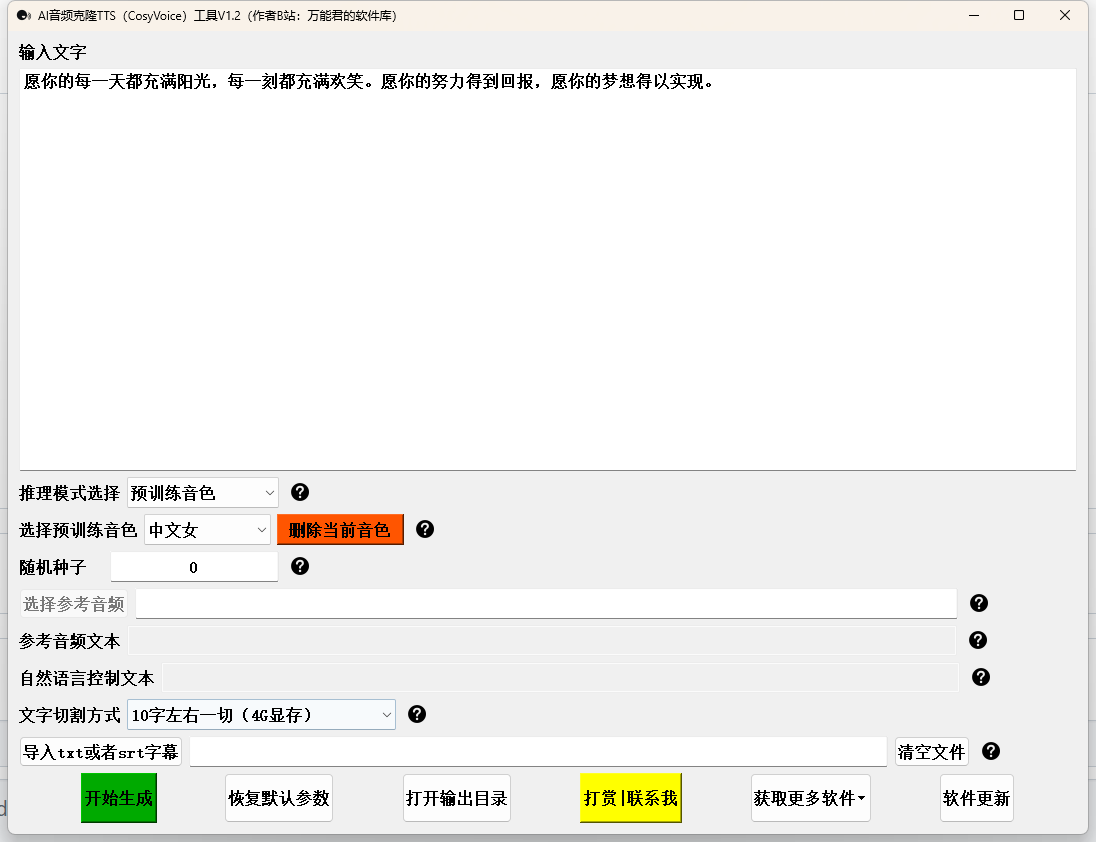 AI音频克隆TTS（CosyVoice）工具V1.2（作者B站：万能君的软件库）
输入文字
愿你的每一天都充满阳光，每一刻都充满欢笑。愿你的努力得到回报，愿你的梦想得以实现。
推理模式选择 预训练音色
选择预训练音色 中文女 删除当前音色
随机种子 0
选择参考音频
参考音频文本
自然语言控制文本
文字切割方式 10字左右一切（4G显存）
导入txt或者srt字幕 清空文件
开始生成 恢复默认参数 打开输出目录 打赏|联系我 获取更多软件 软件更新